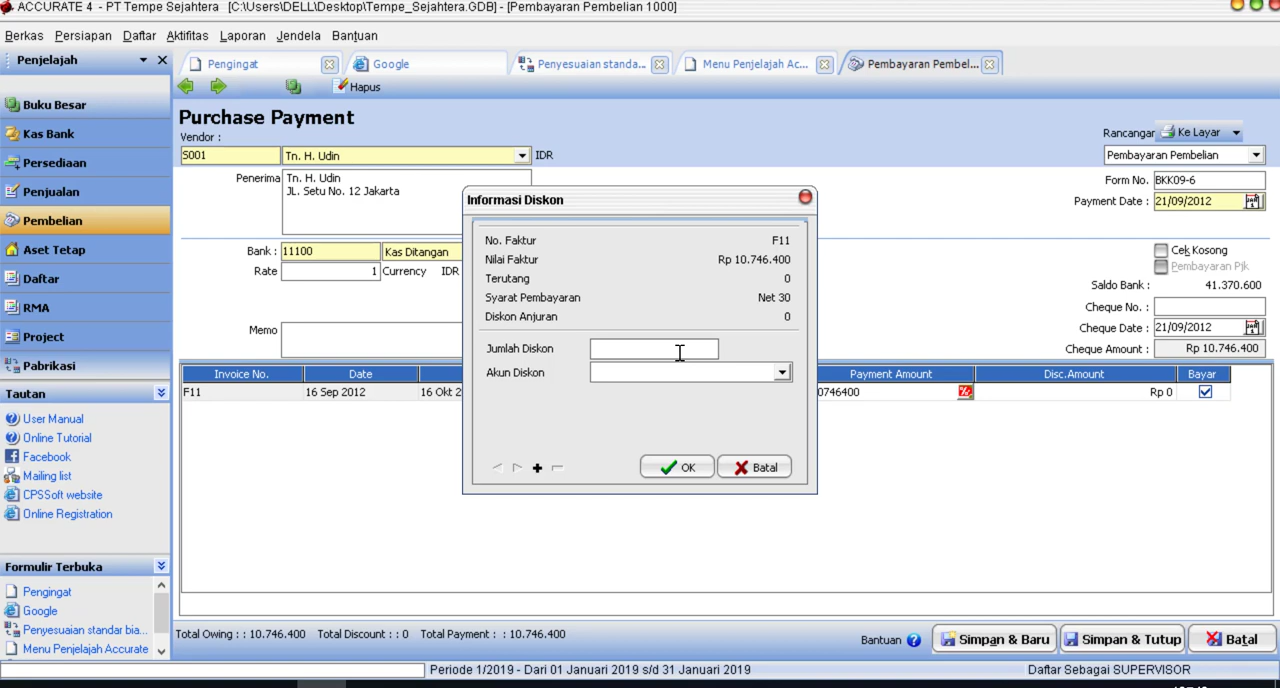 ACCURATE 4 - PT Tempe Sejahtera [C:\Users\DELL\Desktop\Tempe_Sejahtera.GDB] - [Pembayaran Pembelian 1000]
Berkas Persiapan Daftar Aktifitas Laporan Jendela Bantuan
Penjelajah
Pengingat
Google
Penyesuaian standa...
Menu Penjelajah Ac...
Pembayaran Pembel...
Hapus
Buku Besar
Kas Bank
Persediaan
Penjualan
Pembelian
Aset Tetap
Daftar
RMA
Project
Pabrikasi
Tautan
User Manual
Online Tutorial
Facebook
Mailing list
CPSSoft website
Online Registration
Formulir Terbuka
Pengingat
Google
Penyesuaian standar bia...
Menu Penjelajah Accurate
Purchase Payment
Vendor :
S001 Tn. H. Udin IDR
Penerima Tn. H. Udin
JL. Setu No. 12 Jakarta
Bank : 11100 Kas Ditangan
Rate 1 Currency IDR
Memo
Rancangan Ke Layar
Pembayaran Pembelian
Form No. BKK09-6
Payment Date : 21/09/2012
Cek Kosong
Pembayaran Pjk
Saldo Bank : 41.370.600
Cheque No. :
Cheque Date : 21/09/2012
Cheque Amount : Rp 10.746.400
Invoice No. Date Payment Amount Disc.Amount Bayar
F11 16 Sep 2012 16 Okt 2 0746400 Rp 0
Informasi Diskon
No. Faktur F11
Nilai Faktur Rp 10.746.400
Terutang 0
Syarat Pembayaran Net 30
Diskon Anjuran 0
Jumlah Diskon
Akun Diskon
OK Batal
Total Owing : : 10.746.400 Total Discount : : 0 Total Payment : : 10.746.400
Bantuan Simpan & Baru Simpan & Tutup Batal
Periode 1/2019 - Dari 01 Januari 2019 s/d 31 Januari 2019
Daftar Sebagai SUPERVISOR